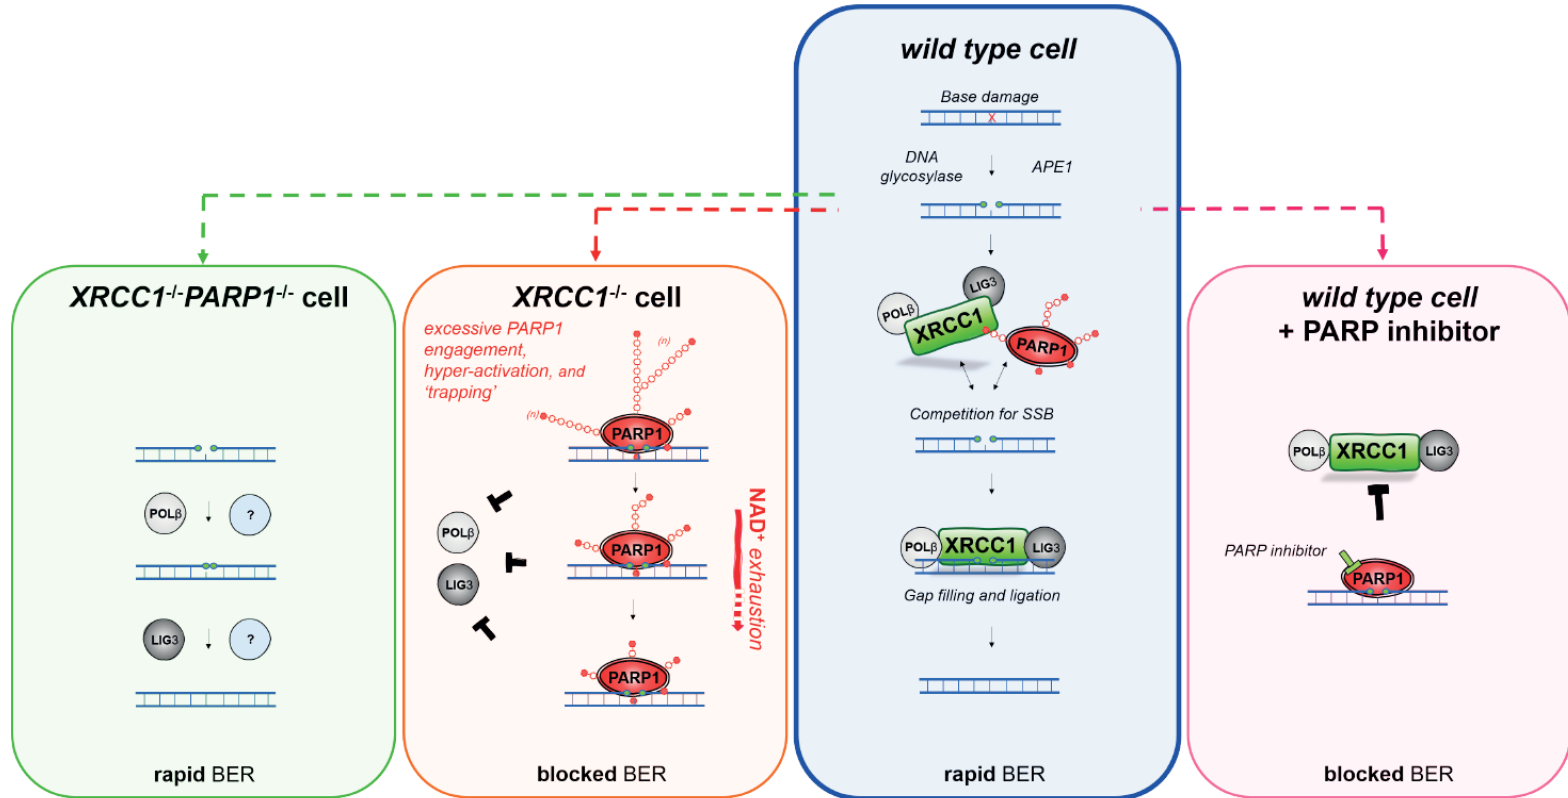 XRCC1-/-PARP1-/- cell
POLβ
?
LIG3
?
rapid BER
XRCC1-/- cell
excessive PARP1
engagement,
hyper-activation, and
‘trapping’
(n)
(n)
PARP1
POLβ
LIG3
PARP1
NAD+ exhaustion
PARP1
blocked BER
wild type cell
Base damage
X
DNA
glycosylase
APE1
POLβ
XRCC1
LIG3
PARP1
Competition for SSB
POLβ
XRCC1
LIG3
Gap filling and ligation
rapid BER
wild type cell
+ PARP inhibitor
POLβ
XRCC1
LIG3
PARP inhibitor
PARP1
blocked BER